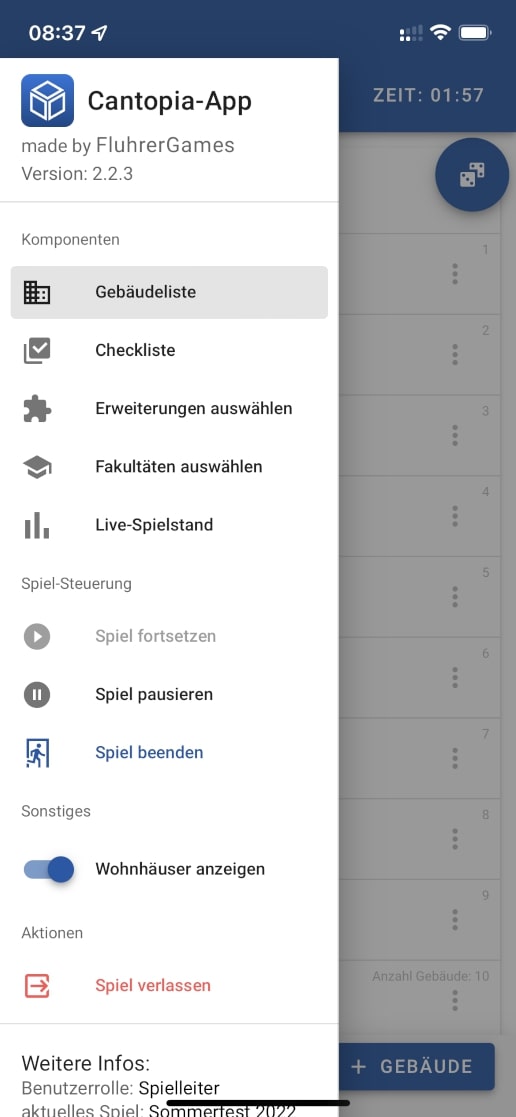 08:37
ZEIT: 01:57
Cantopia-App
made by FluhrerGames
Version: 2.2.3
Komponenten
Gebäudeliste
Checkliste
Erweiterungen auswählen
Fakultäten auswählen
Live-Spielstand
Spiel-Steuerung
Spiel fortsetzen
Spiel pausieren
Spiel beenden
Sonstiges
Wohnhäuser anzeigen
Aktionen
Spiel verlassen
Weitere Infos:
Benutzerrolle: Spielleiter
aktuelles Spiel: Sommerfest 2022
1
2
3
4
5
6
7
8
9
Anzahl Gebäude: 10
+ GEBÄUDE